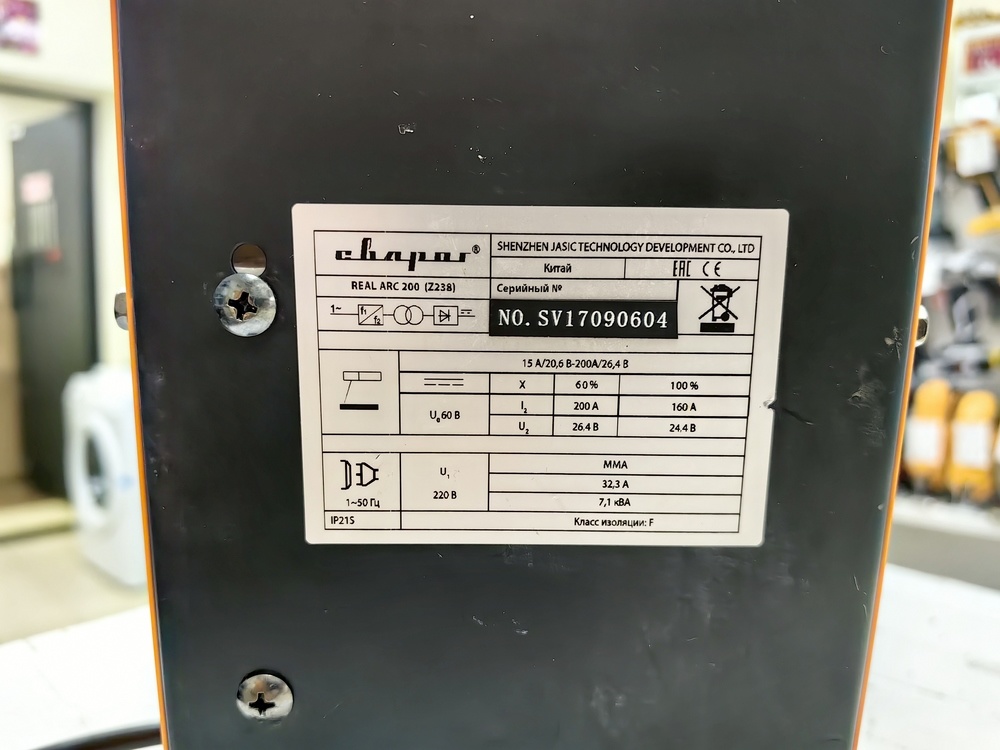 Сварог®
SHENZHEN JASIC TECHNOLOGY DEVELOPMENT CO., LTD
Китай
EAC CE
REAL ARC 200 (Z238)
Серийный №
1~ f1 f2
NO. SV17090604
15 А/20,6 В-200А/26,4 В
X 60% 100%
U₀ 60 В
I₂ 200 А 160 А
U₂ 26.4 В 24.4 В
U₁
MMA
32,3 А
220 В
7,1 кВА
1~50 Гц
IP21S
Класс изоляции: F